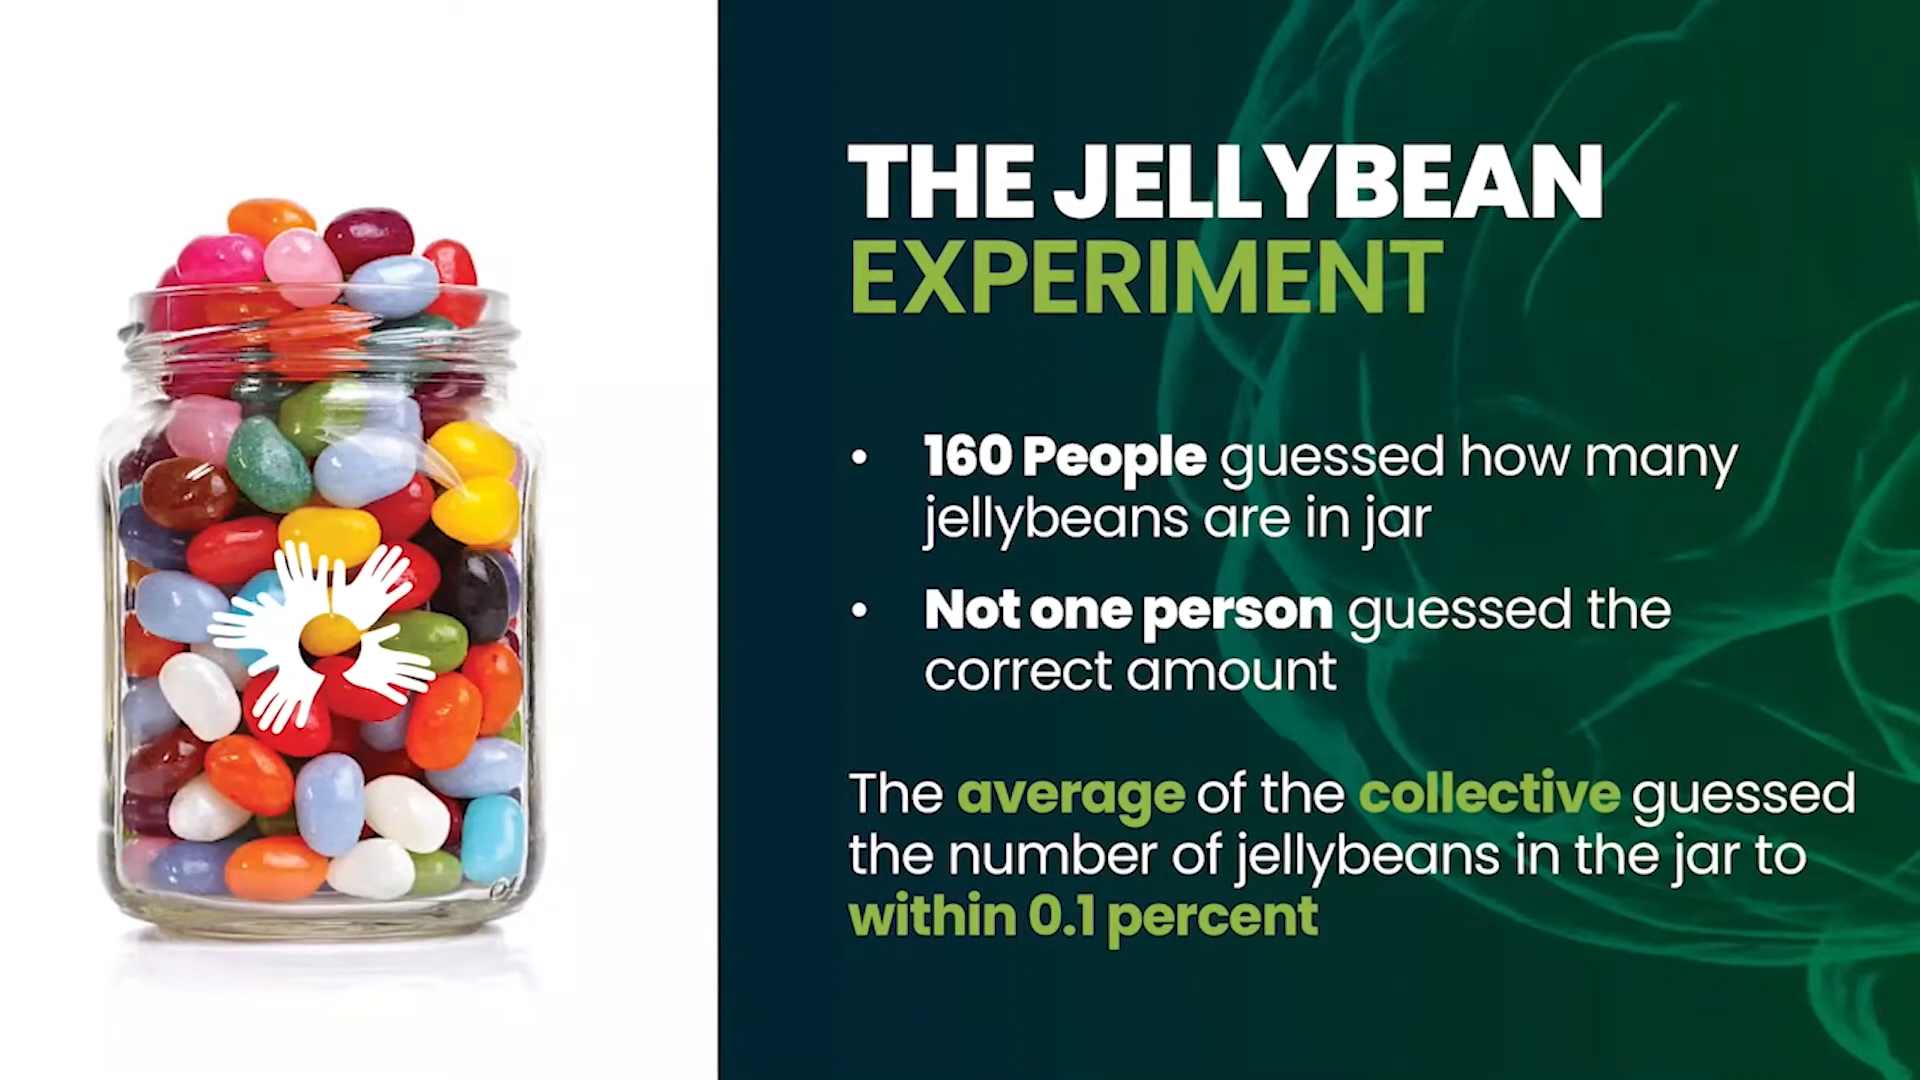 THE JELLYBEAN
EXPERIMENT
• 160 People guessed how many
jellybeans are in jar
• Not one person guessed the
correct amount
The average of the collective guessed
the number of jellybeans in the jar to
within 0.1 percent